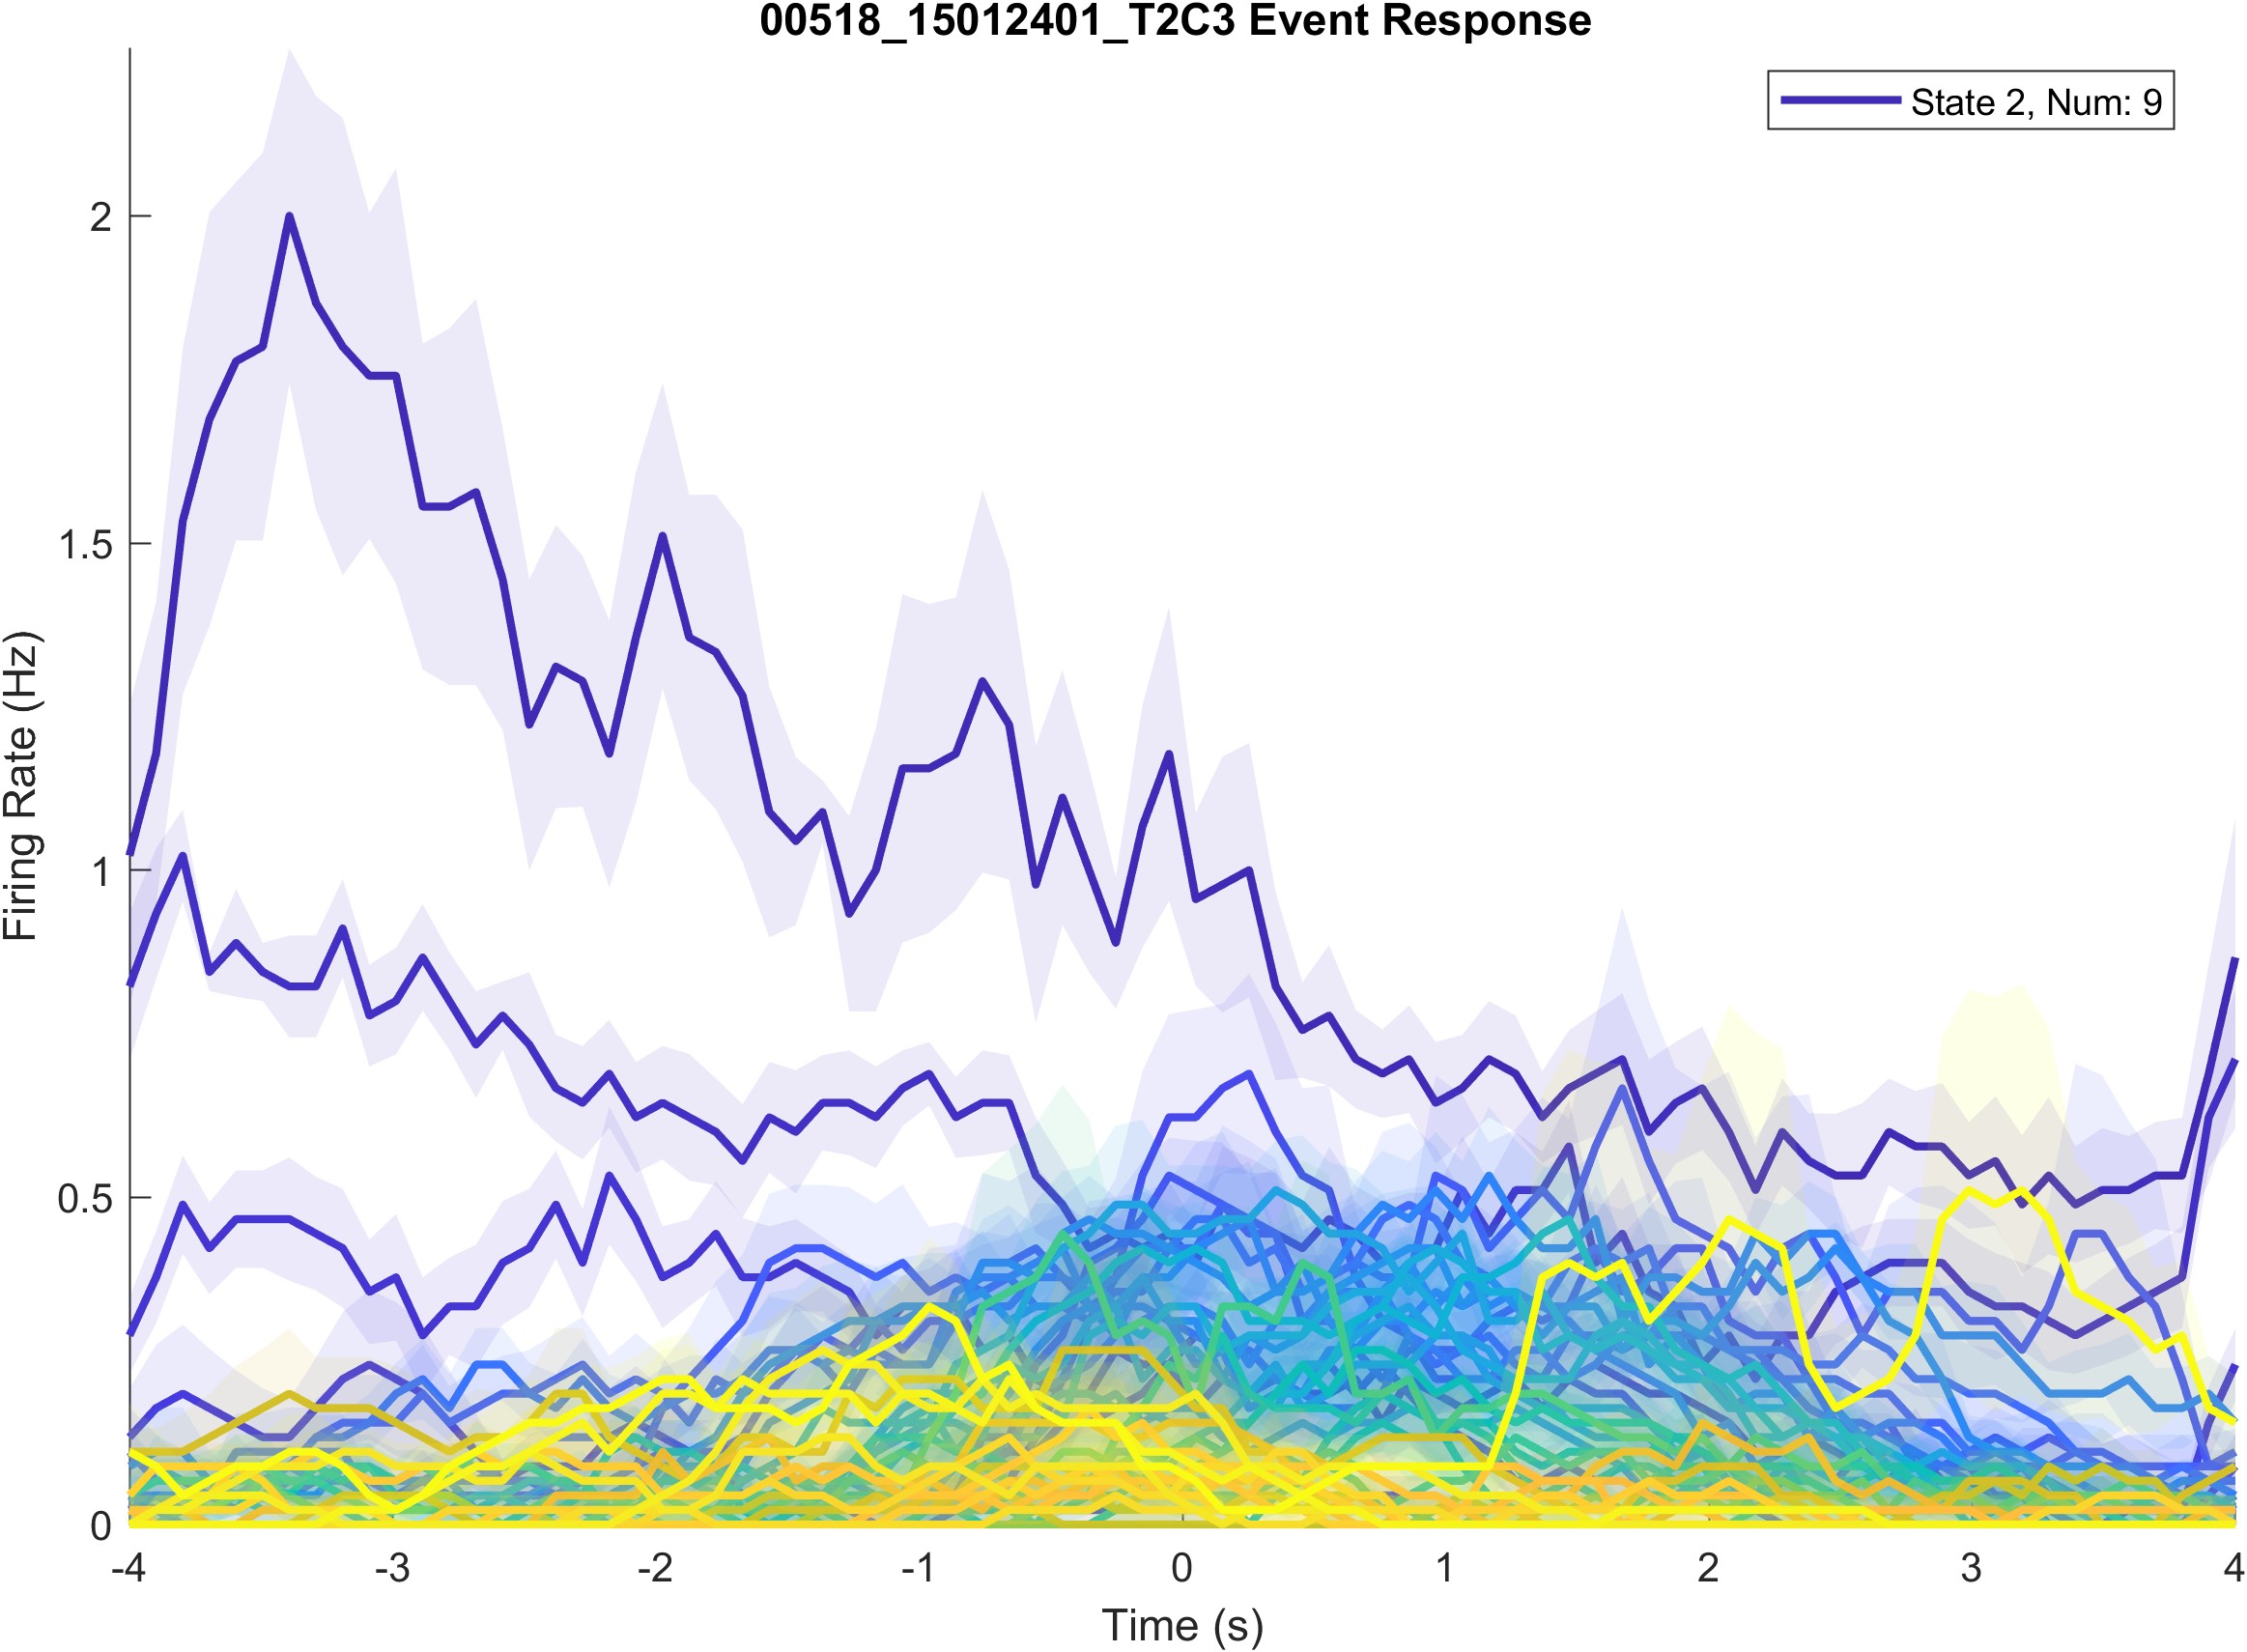 00518_15012401_T2C3 Event Response
State 2, Num: 9
Firing Rate (Hz)
2
1.5
1
0.5
0
-4 -3 -2 -1 0 1 2 3 4
Time (s)